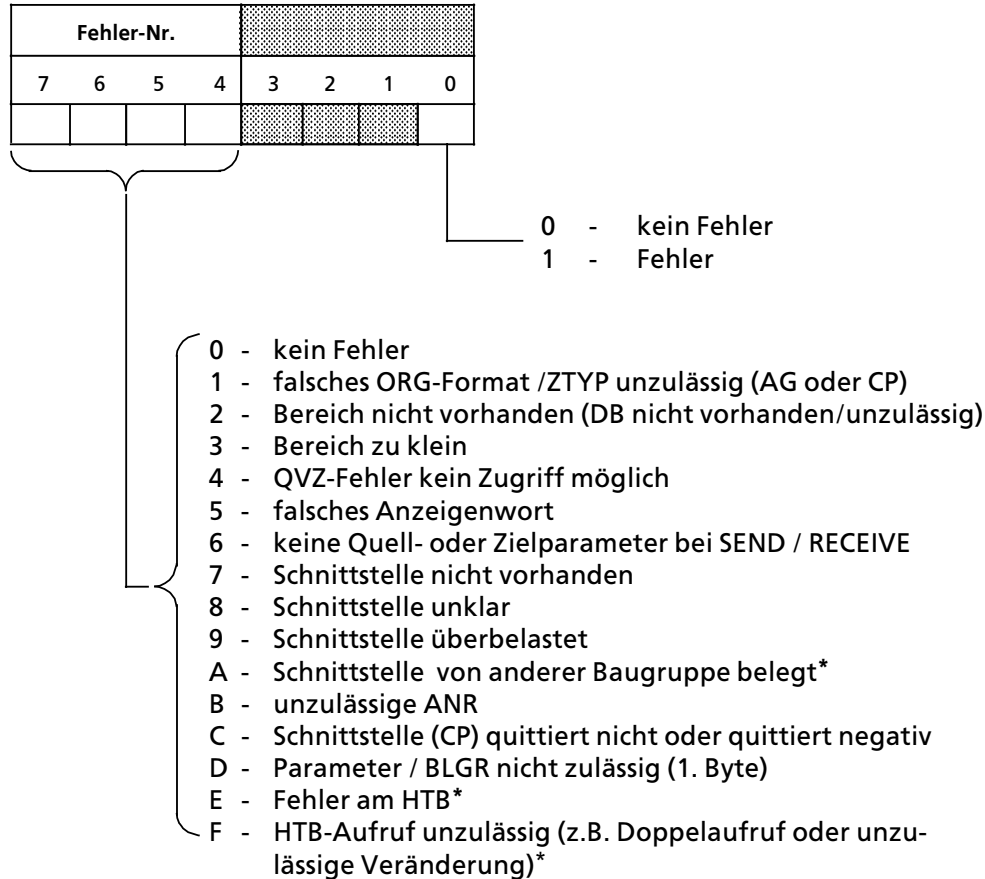 Fehler-Nr.
7 6 5 4 3 2 1 0
0 - kein Fehler
1 - Fehler
0 - kein Fehler
1 - falsches ORG-Format /ZTYP unzulässig (AG oder CP)
2 - Bereich nicht vorhanden (DB nicht vorhanden/unzulässig)
3 - Bereich zu klein
4 - QVZ-Fehler kein Zugriff möglich
5 - falsches Anzeigenwort
6 - keine Quell- oder Zielparameter bei SEND / RECEIVE
7 - Schnittstelle nicht vorhanden
8 - Schnittstelle unklar
9 - Schnittstelle überbelastet
A - Schnittstelle von anderer Baugruppe belegt*
B - unzulässige ANR
C - Schnittstelle (CP) quittiert nicht oder quittiert negativ
D - Parameter / BLGR nicht zulässig (1. Byte)
E - Fehler am HTB*
F - HTB-Aufruf unzulässig (z.B. Doppelaufruf oder unzu-
lässige Veränderung)*